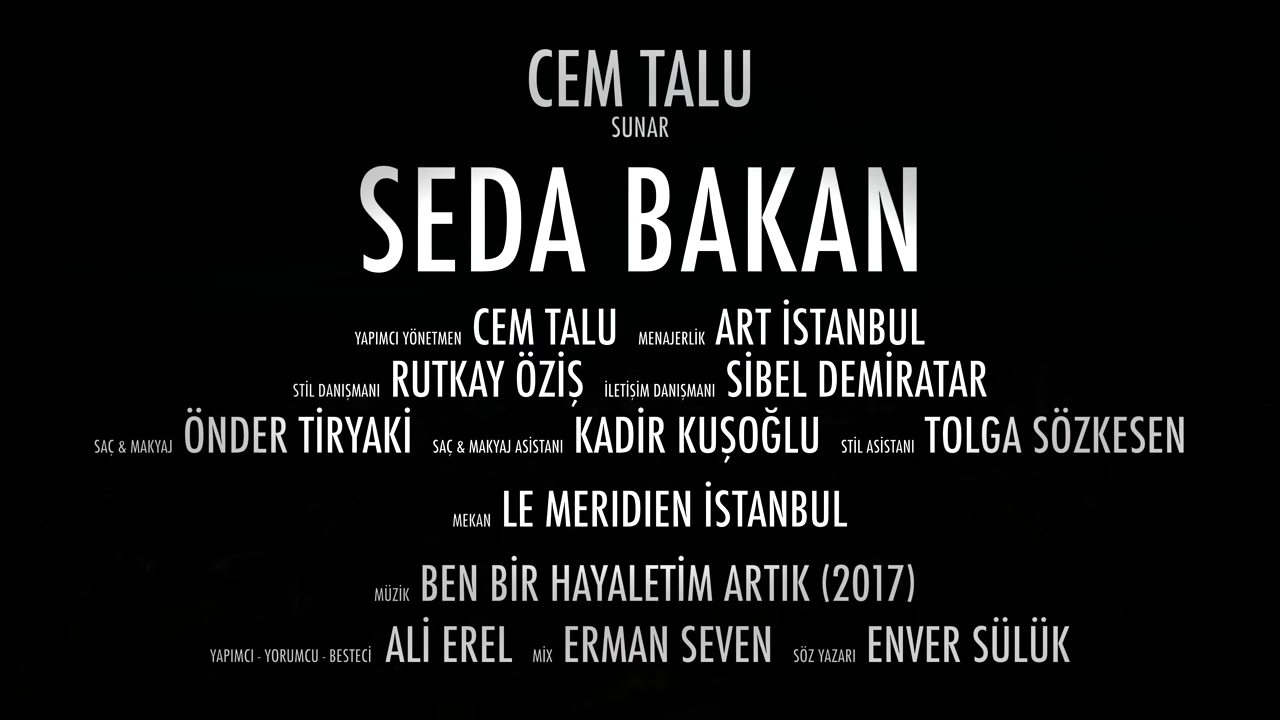 CEM TALU
SUNAR
SEDA BAKAN
YAPIMCI YÖNETMEN CEM TALU MENAJERLİK ART İSTANBUL
STİL DANIŞMANI RUTKAY ÖZİŞ İLETİŞİM DANIŞMANI SİBEL DEMİRATAR
SAÇ & MAKYAJ ÖNDER TİRYAKİ SAÇ & MAKYAJ ASİSTANI KADİR KUŞOĞLU STİL ASİSTANI TOLGA SÖZKESEN
MEKAN LE MERIDIEN İSTANBUL
MÜZİK BEN BİR HAYALETİM ARTIK (2017)
YAPIMCI - YORUMCU - BESTECİ ALİ EREL MİX ERMAN SEVEN SÖZ YAZARI ENVER SÜLÜK